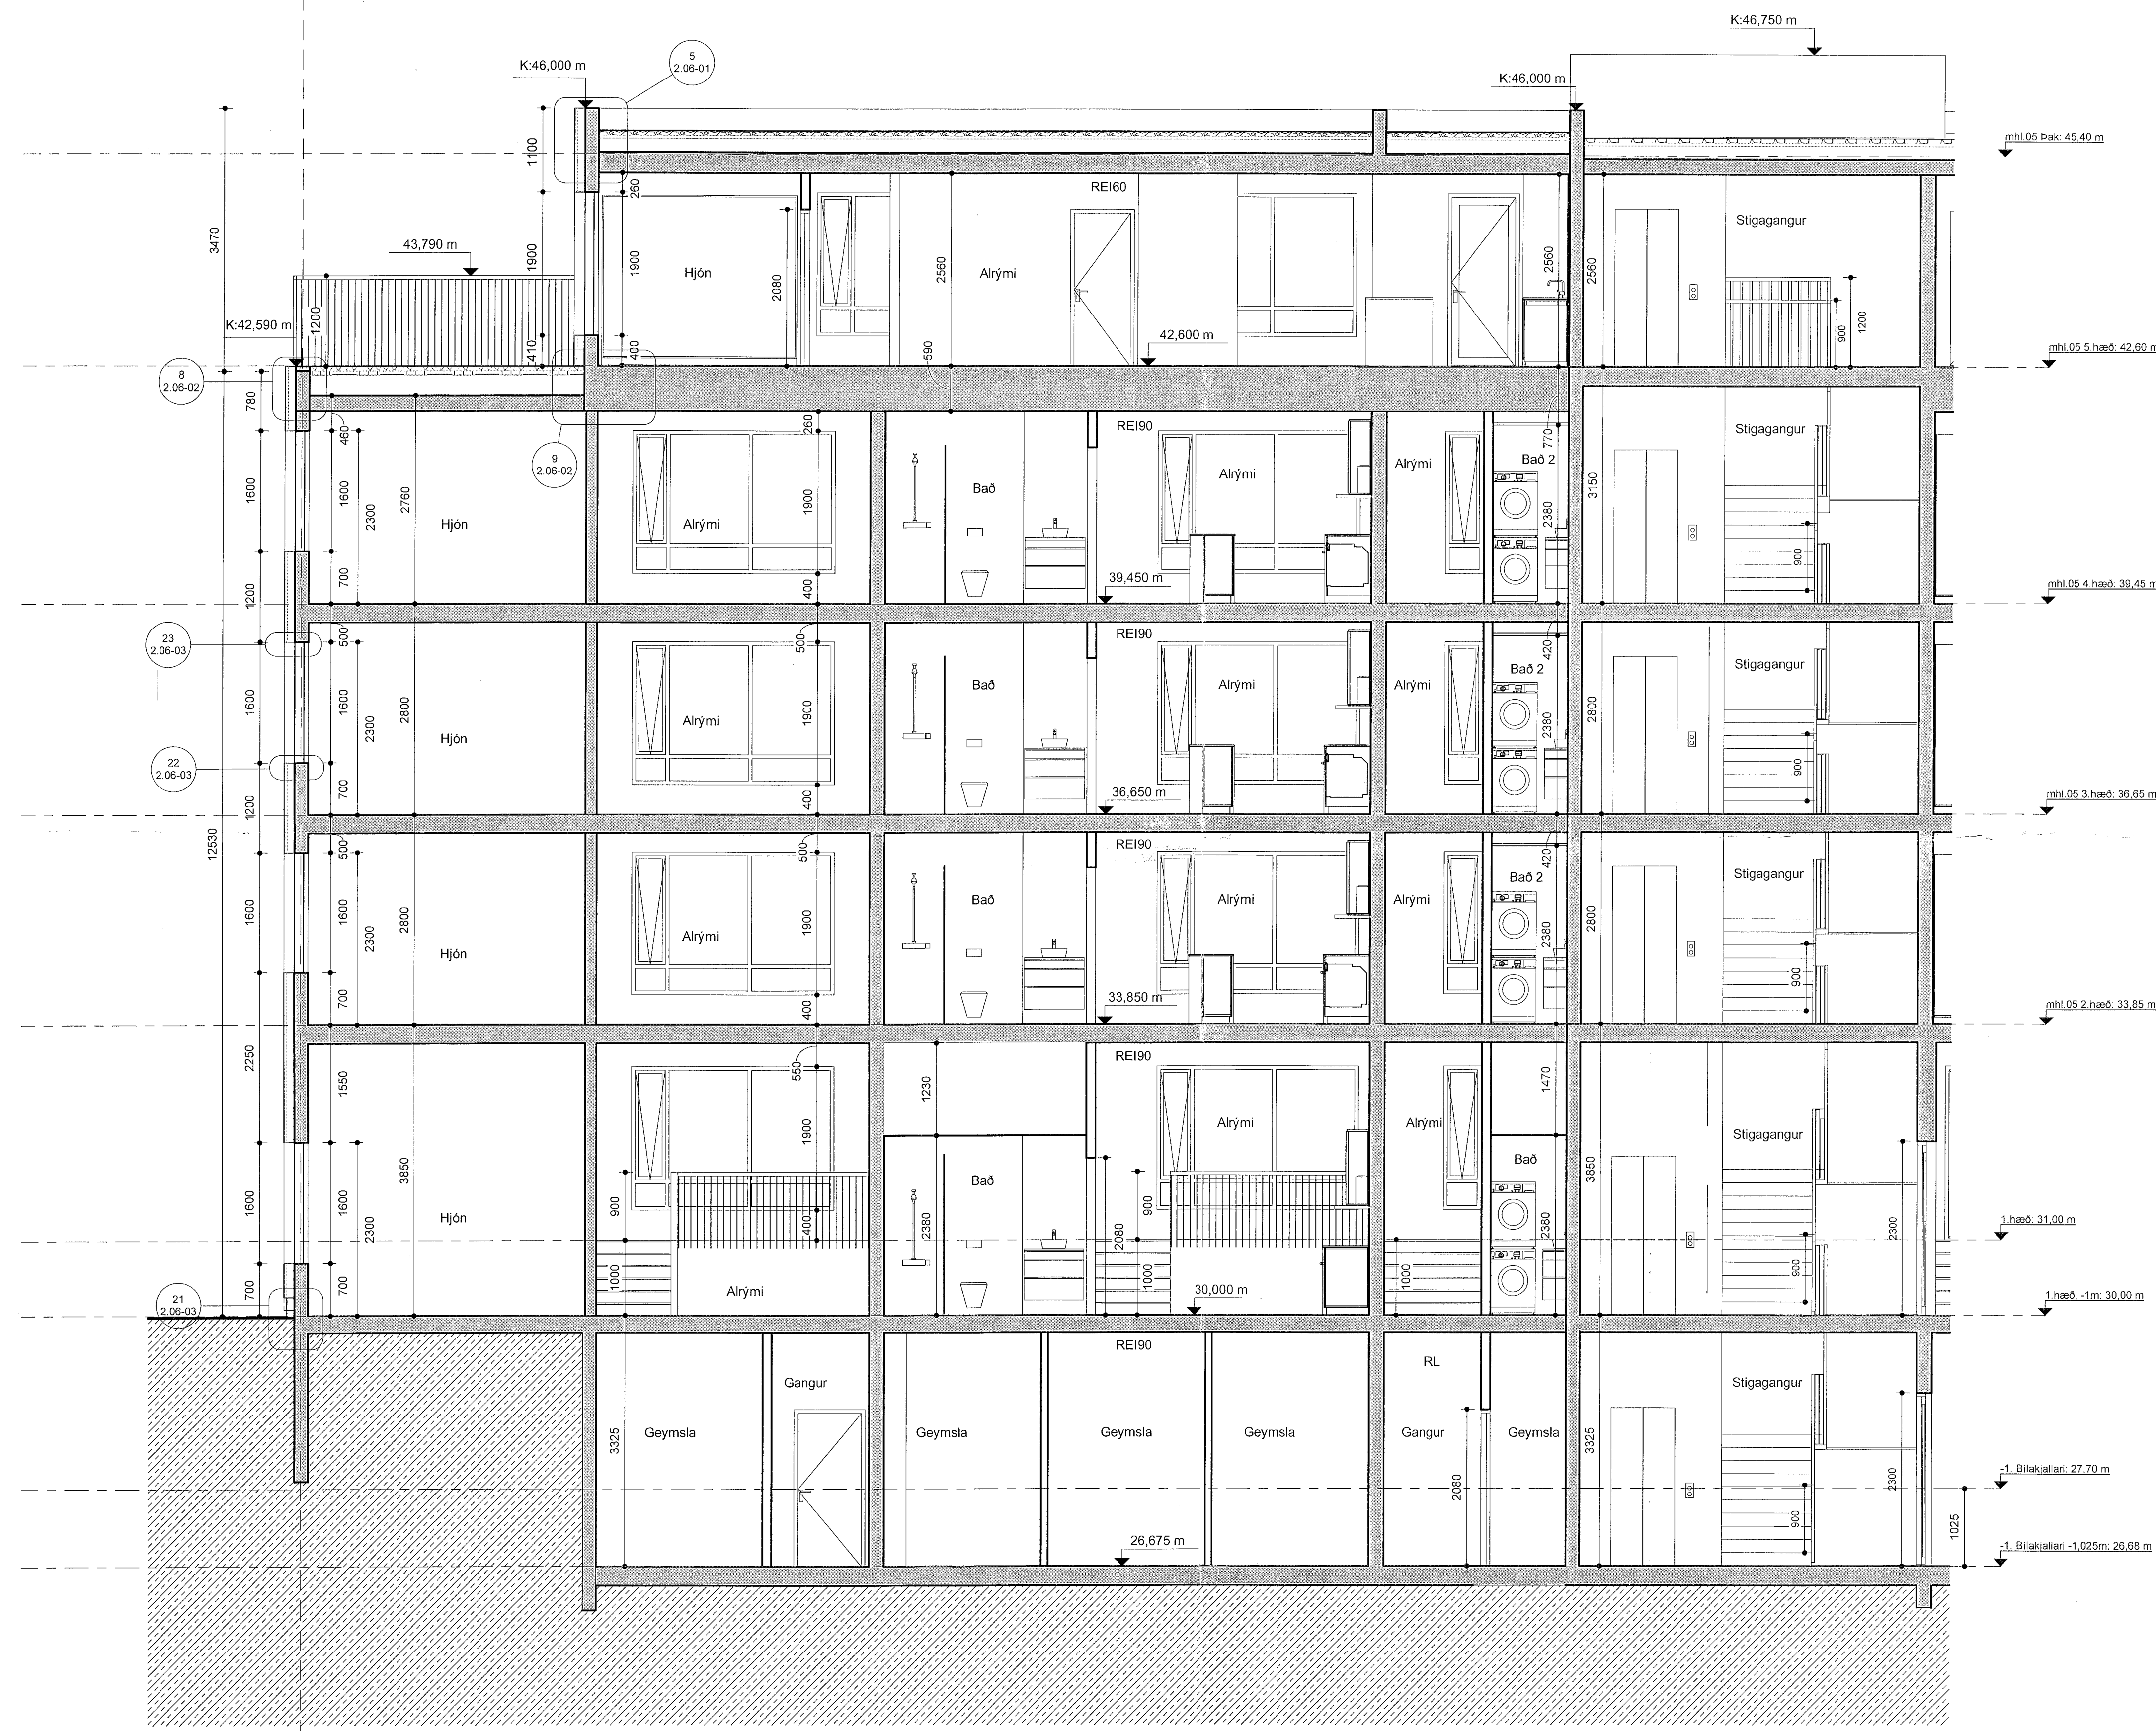 K:46,750 m
5
2.06-01
K:46,000 m
K:46,000 m
mhl.05 Þak: 45,40 m
1100
260
REI60
3470
1900
1900
2080
Hjón
2560
Alrými
2560
2560
Stigagangur
43,790 m
K:42,590 m
1200
410
400
590
42,600 m
900
1200
mhl.05 5.hæð: 42,60 m
8
2.06-02
780
460
9
2.06-02
260
REI90
770
Bað 2
Stigagangur
1600
1600
2300
2760
Hjón
Alrými
1900
Bað
Alrými
Alrými
2380
3150
900
1200
700
400
39,450 m
mhl.05 4.hæð: 39,45 m
23
2.06-03
500
500
REI90
420
Bað 2
Stigagangur
1600
1600
2300
2800
Hjón
Alrými
1900
Bað
Alrými
Alrými
2380
2800
900
22
2.06-03
1200
700
400
36,650 m
mhl.05 3.hæð: 36,65 m
12530
500
500
REI90
420
Bað 2
Stigagangur
1600
1600
2300
2800
Hjón
Alrými
1900
Bað
Alrými
Alrými
2380
2800
900
700
400
33,850 m
mhl.05 2.hæð: 33,85 m
2250
1550
550
1230
REI90
1470
Stigagangur
1600
1600
2300
3850
Hjón
900
1900
400
Bað
2380
2080
900
Alrými
Alrými
Bað
2380
3850
2300
900
1.hæð: 31,00 m
700
700
1000
Alrými
1000
30,000 m
1000
1.hæð, -1m: 30,00 m
21
2.06-03
REI90
RL
Gangur
Stigagangur
3325
Geymsla
Geymsla
Geymsla
Geymsla
Gangur
Geymsla
3325
2080
2300
900
-1. Bílakjallari: 27,70 m
1025
26,675 m
-1. Bílakjallari -1,025m: 26,68 m